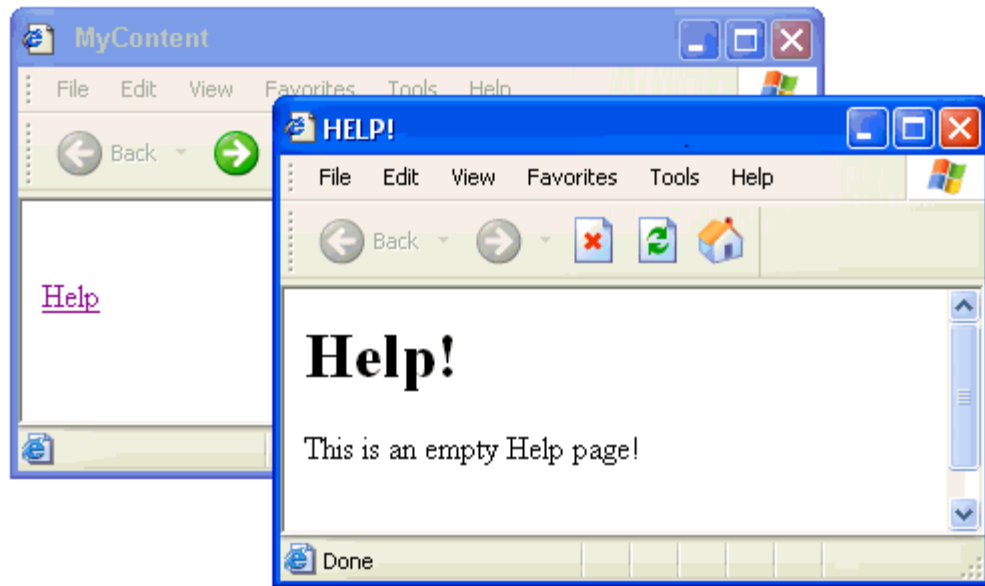 MyContent
File Edit View Favorites Tools Help
Back
Help
HELP!
File Edit View Favorites Tools Help
Back
Help!
This is an empty Help page!
Done